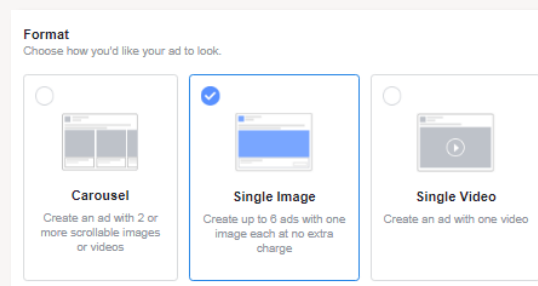 Format
Choose how you'd like your ad to look.
Carousel
Create an ad with 2 or
more scrollable images
or videos
Single Image
Create up to 6 ads with one
image each at no extra
charge
Single Video
Create an ad with one video